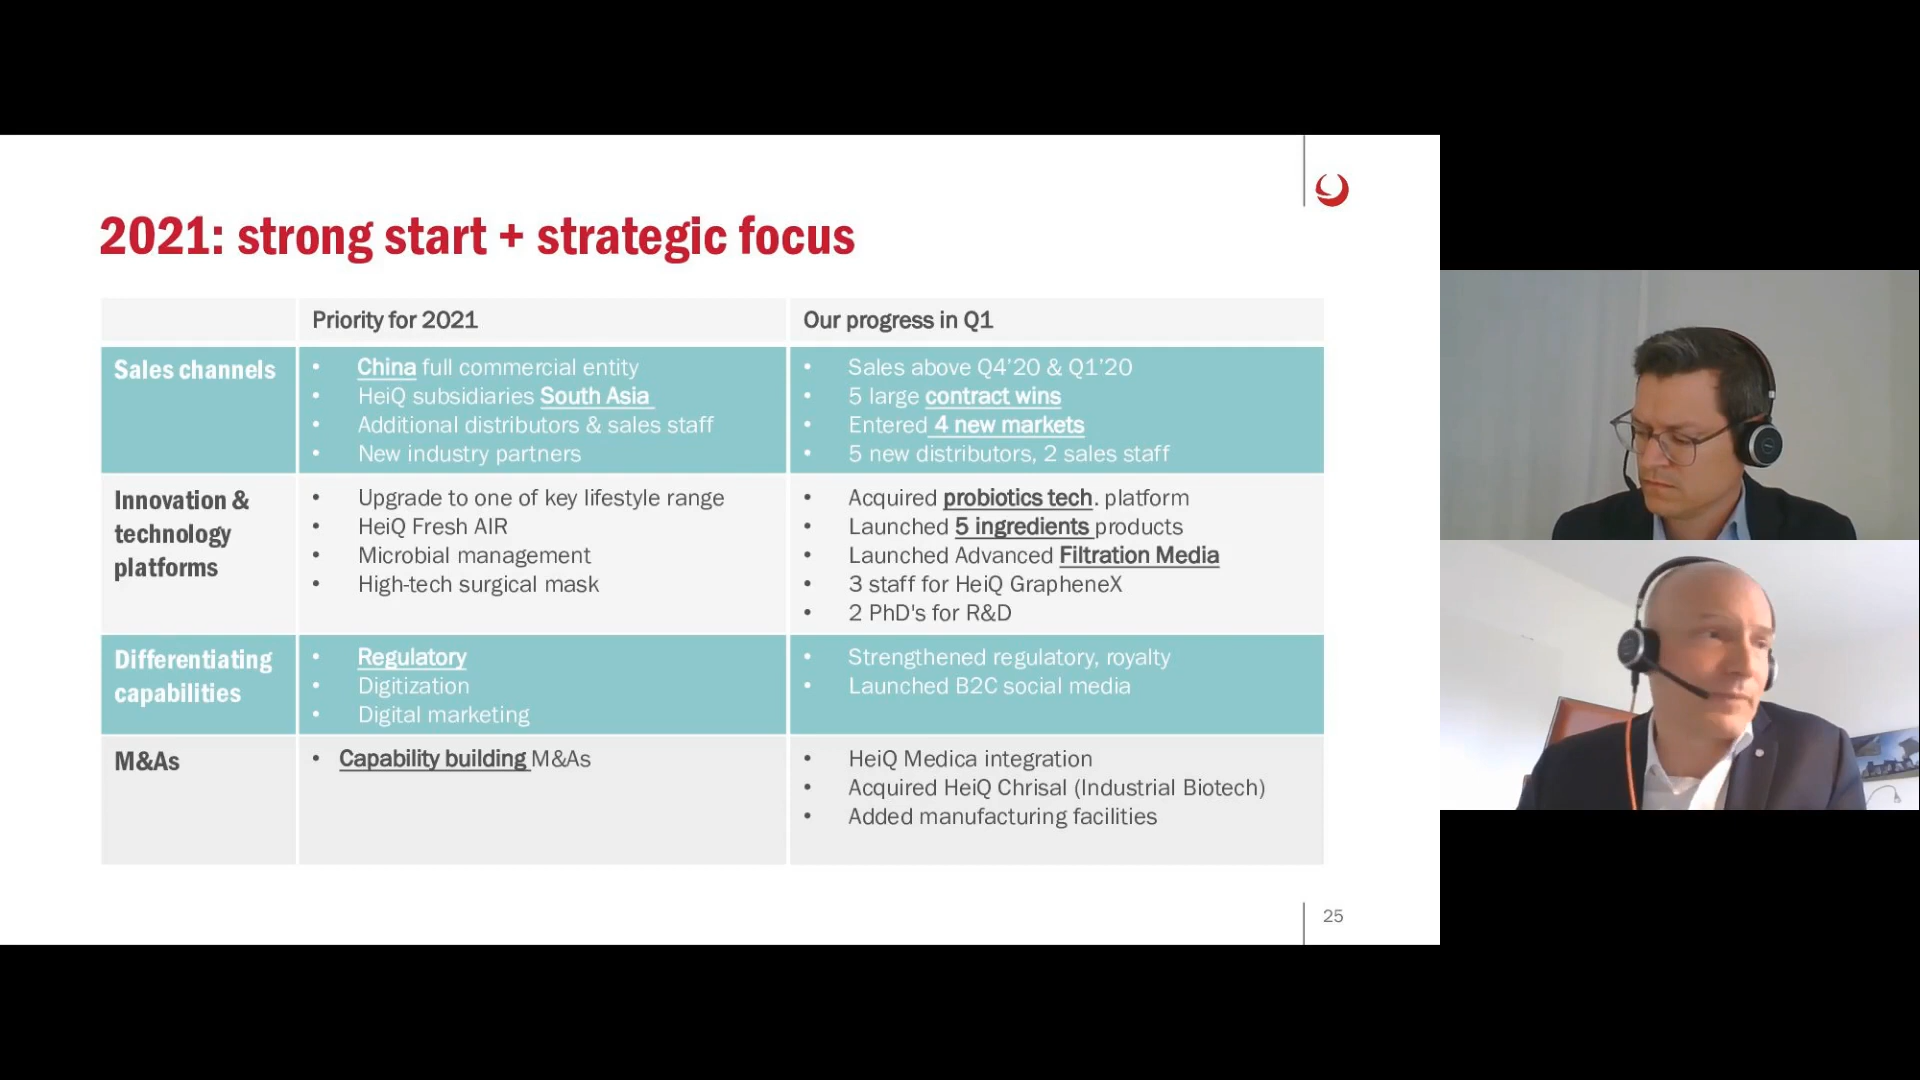 2021: strong start + strategic focus
Priority for 2021
Our progress in Q1
Sales channels
• China full commercial entity
• HeiQ subsidiaries South Asia
• Additional distributors & sales staff
• New industry partners
• Sales above Q4'20 & Q1'20
• 5 large contract wins
• Entered 4 new markets
• 5 new distributors, 2 sales staff
Innovation &
technology
platforms
• Upgrade to one of key lifestyle range
• HeiQ Fresh AIR
• Microbial management
• High-tech surgical mask
• Acquired probiotics tech. platform
• Launched 5 ingredients products
• Launched Advanced Filtration Media
• 3 staff for HeiQ GrapheneX
• 2 PhD's for R&D
Differentiating
capabilities
• Regulatory
• Digitization
• Digital marketing
• Strengthened regulatory, royalty
• Launched B2C social media
M&As
• Capability building M&As
• HeiQ Medica integration
• Acquired HeiQ Chrisal (Industrial Biotech)
• Added manufacturing facilities
25